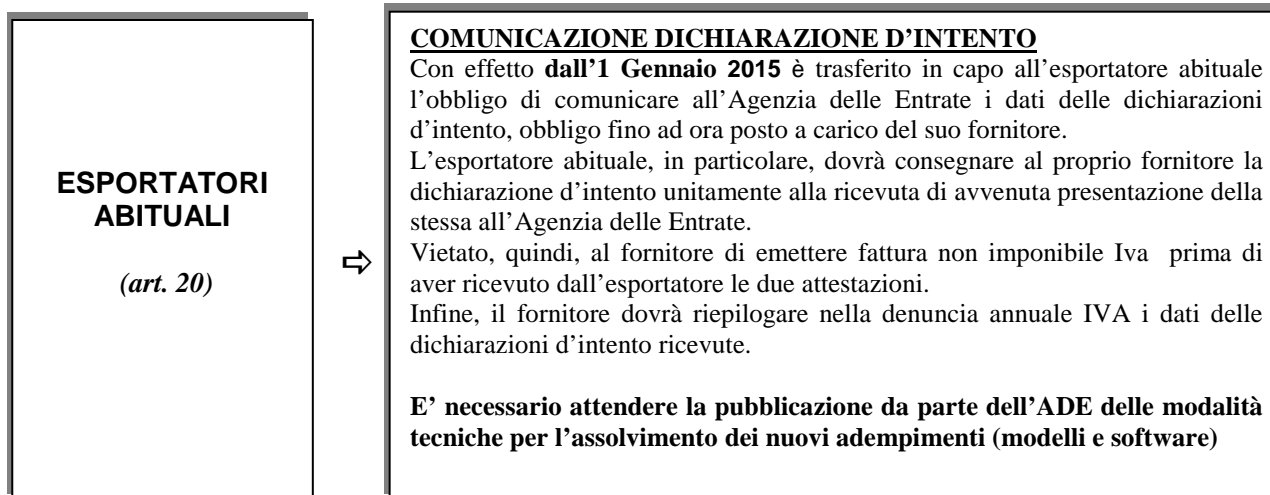 ESPORTATORI
ABITUALI
(art. 20)
⇨
COMUNICAZIONE DICHIARAZIONE D’INTENTO
Con effetto dall’1 Gennaio 2015 è trasferito in capo all’esportatore abituale
l’obbligo di comunicare all’Agenzia delle Entrate i dati delle dichiarazioni
d’intento, obbligo fino ad ora posto a carico del suo fornitore.
L’esportatore abituale, in particolare, dovrà consegnare al proprio fornitore la
dichiarazione d’intento unitamente alla ricevuta di avvenuta presentazione della
stessa all’Agenzia delle Entrate.
Vietato, quindi, al fornitore di emettere fattura non imponibile Iva prima di
aver ricevuto dall’esportatore le due attestazioni.
Infine, il fornitore dovrà riepilogare nella denuncia annuale IVA i dati delle
dichiarazioni d’intento ricevute.
E’ necessario attendere la pubblicazione da parte dell’ADE delle modalità
tecniche per l’assolvimento dei nuovi adempimenti (modelli e software)